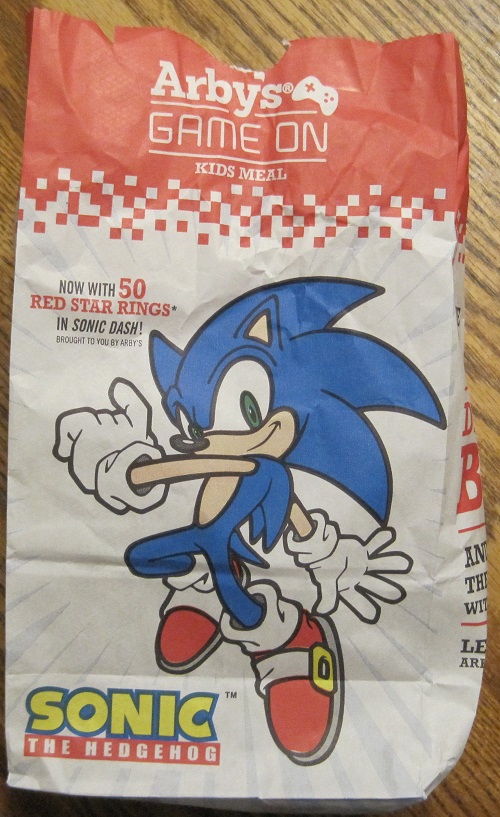 Arby's®
GAME ON
KIDS MEAL
NOW WITH 50
RED STAR RINGS*
IN SONIC DASH!
BROUGHT TO YOU BY ARBY'S
SONIC™
THE HEDGEHOG